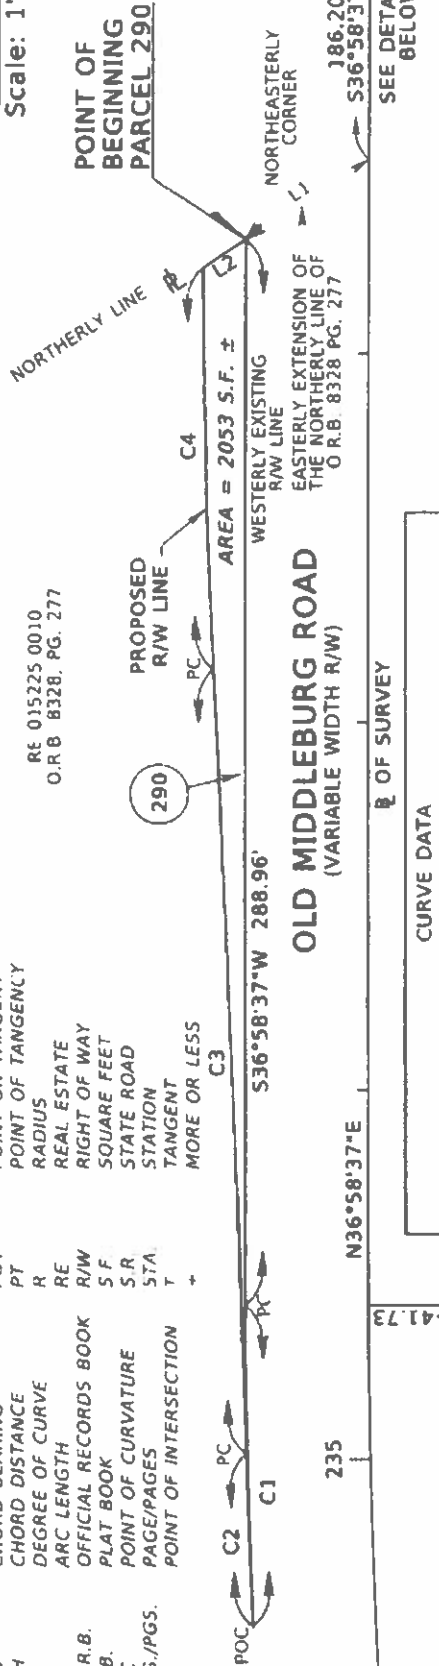 Scale: 1"
POINT OF
BEGINNING
PARCEL 290
NORTHEASTERLY
CORNER
186.20
S36°58'3
SEE DETA
BELOW
NORTHERLY LINE
L2
L1
C4
AREA = 2053 S.F. ±
WESTERLY EXISTING
R/W LINE
EASTERLY EXTENSION OF
THE NORTHERLY LINE OF
O R.B. 8328 PG. 277
PROPOSED
R/W LINE
RE 015225 0010
O.R B 8328, PG. 277
PC
290
OLD MIDDLEBURG ROAD
(VARIABLE WIDTH R/W)
OF SURVEY
CURVE DATA
C3
S36°58'37"W 288.96'
N36°58'37"E
41.73
PC
PC
C2
C1
POC
235
CHORD DISTANCE
DEGREE OF CURVE
ARC LENGTH
R.B. OFFICIAL RECORDS BOOK
B. PLAT BOOK
POINT OF CURVATURE
./PGS. PAGE/PAGES
POINT OF INTERSECTION
PT POINT OF TANGENCY
R RADIUS
RE REAL ESTATE
R/W RIGHT OF WAY
S F. SQUARE FEET
S.R. STATE ROAD
STA. STATION
T TANGENT
+ MORE OR LESS